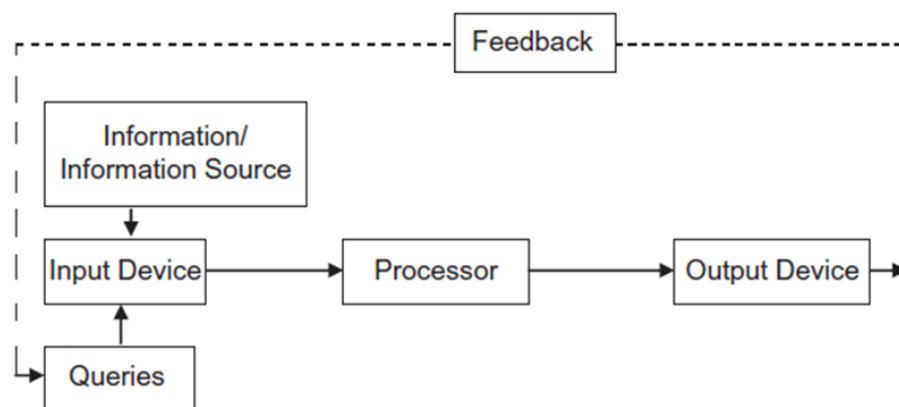 Feedback
Information/
Information Source
Input Device
Processor
Output Device
Queries